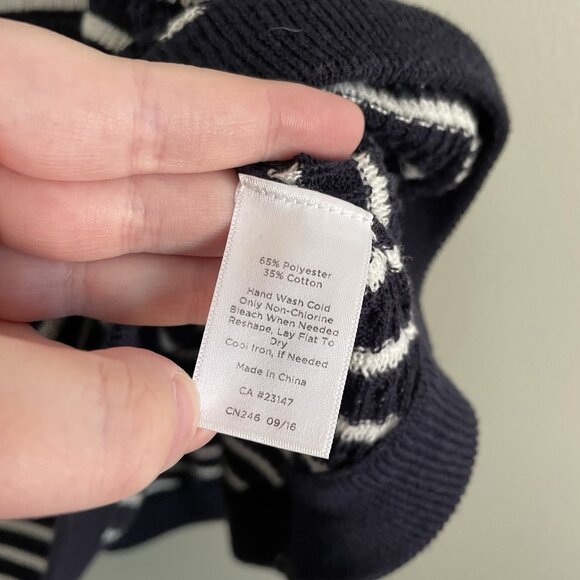 65% Polyester
35% Cotton
Hand Wash Cold
Only Non-Chlorine
Bleach When Needed
Reshape, Lay Flat To
Dry
Cool Iron, If Needed
Made in China
CA #23147
CN246 09/16